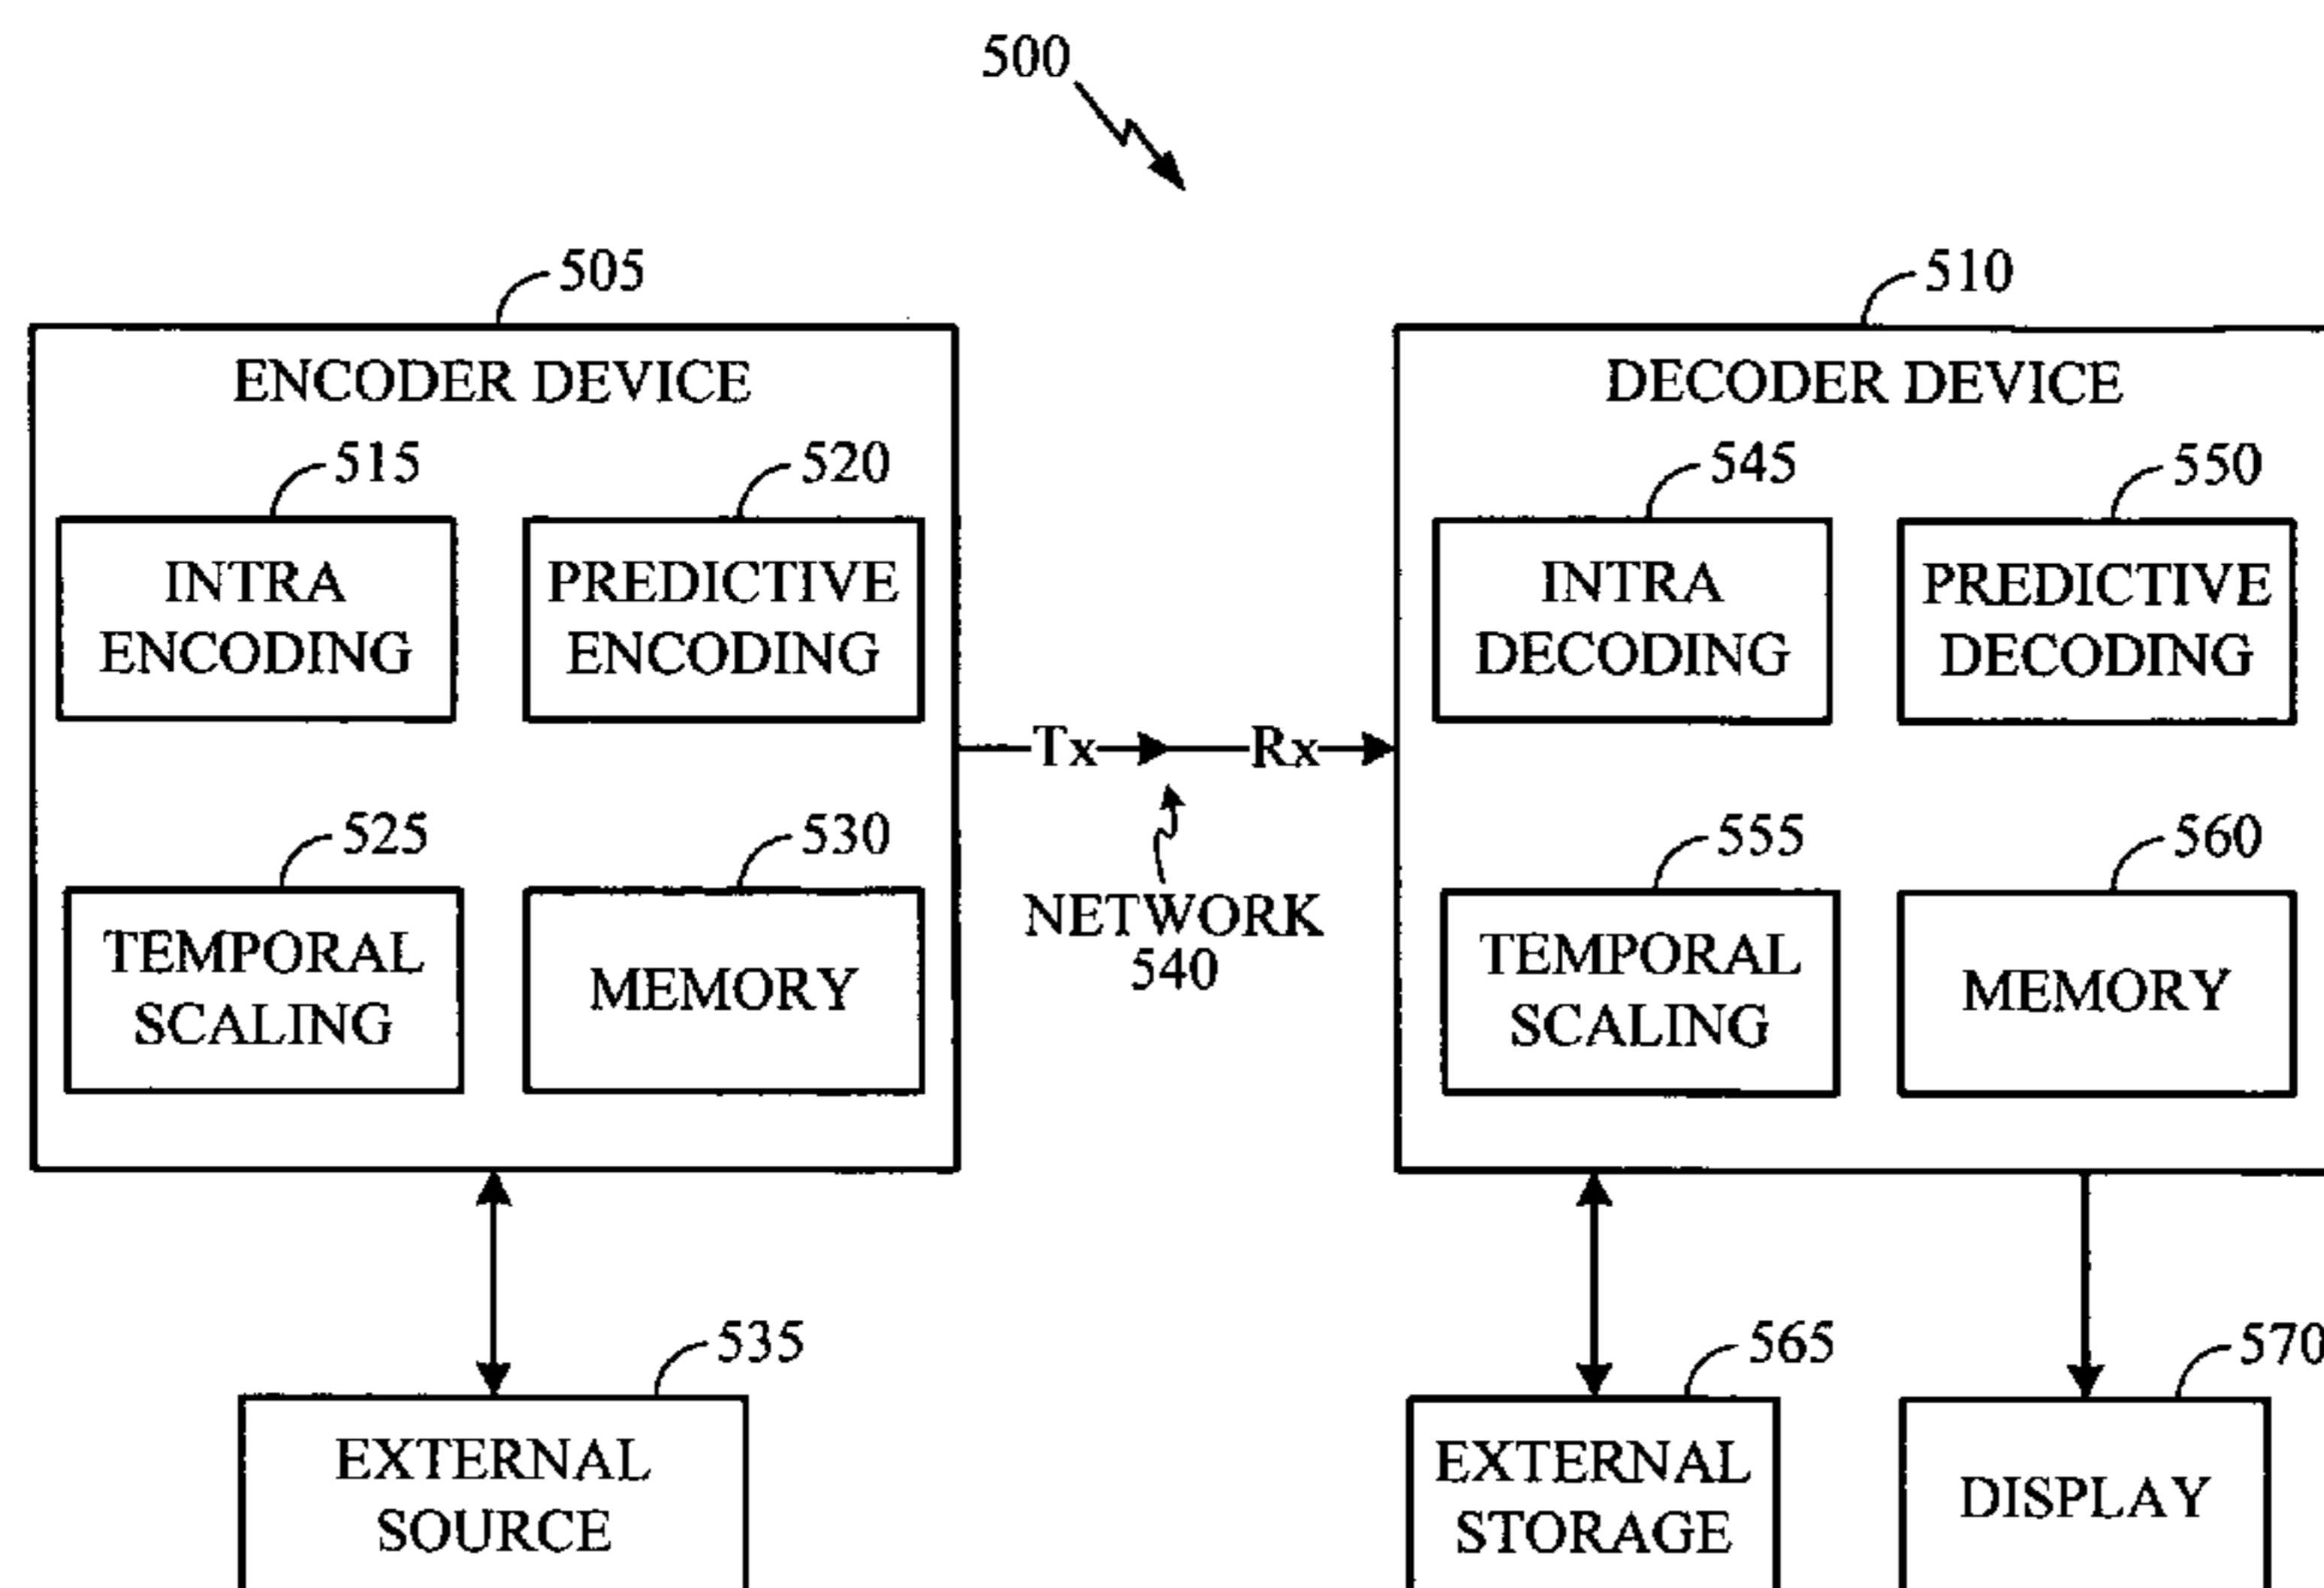 500
505
510
ENCODER DEVICE
DECODER DEVICE
515
520
545
550
INTRA
ENCODING
PREDICTIVE
ENCODING
INTRA
DECODING
PREDICTIVE
DECODING
Tx
Rx
525
530
NETWORK
540
555
560
TEMPORAL
SCALING
MEMORY
TEMPORAL
SCALING
MEMORY
535
565
570
EXTERNAL
SOURCE
EXTERNAL
STORAGE
DISPLAY